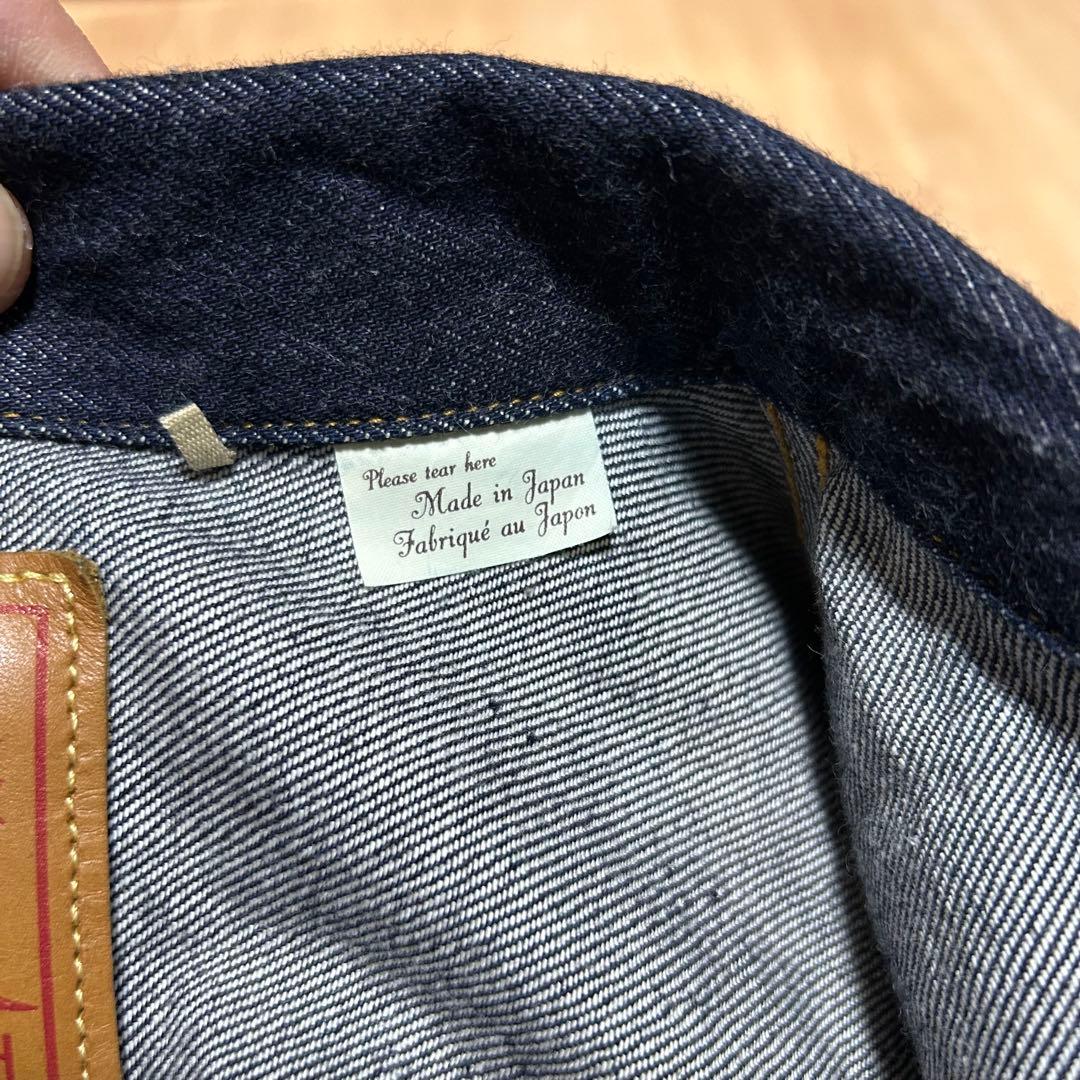 Please tear here
Made in Japan
Fabriqué au Japon